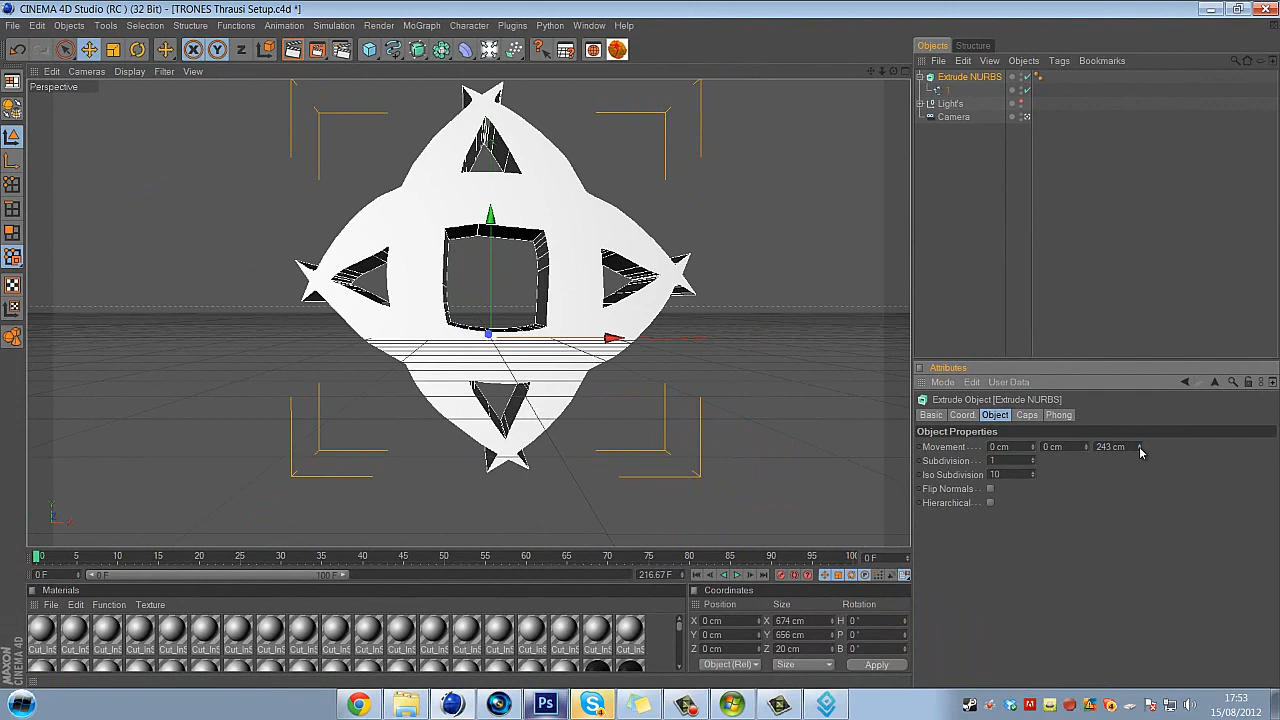 CINEMA 4D Studio (RC) (32 Bit) - [TRONES Thrausi Setup.c4d *]
File Edit Objects Tools Selection Structure Functions Animation Simulation Render MoGraph Character Plugins Python Window Help
Edit Cameras Display Filter View
Perspective
Objects Structure
File Edit View Objects Tags Bookmarks
Extrude NURBS
1
Light's
Camera
Attributes
Mode Edit User Data
Extrude Object [Extrude NURBS]
Basic Coord. Object Caps Phong
Object Properties
Movement 0 cm 0 cm 243 cm
Subdivision 1
Iso Subdivision 10
Flip Normals
Hierarchical
0 5 10 15 20 25 30 35 40 45 50 55 60 65 70 75 80 85 90 95 100 0 F
0 F 0 F 100 F 216.67 F
Materials
File Edit Function Texture
Coordinates
Position Size Rotation
X 0 cm X 674 cm H 0 °
Y 0 cm Y 656 cm P 0 °
Z 0 cm Z 20 cm B 0 °
Object (Rel) Size Apply
MAXON
CINEMA 4D
17:53
15/08/2012